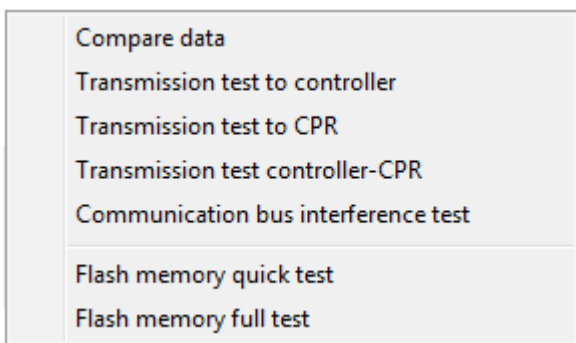 Compare data
Transmission test to controller
Transmission test to CPR
Transmission test controller-CPR
Communication bus interference test
Flash memory quick test
Flash memory full test